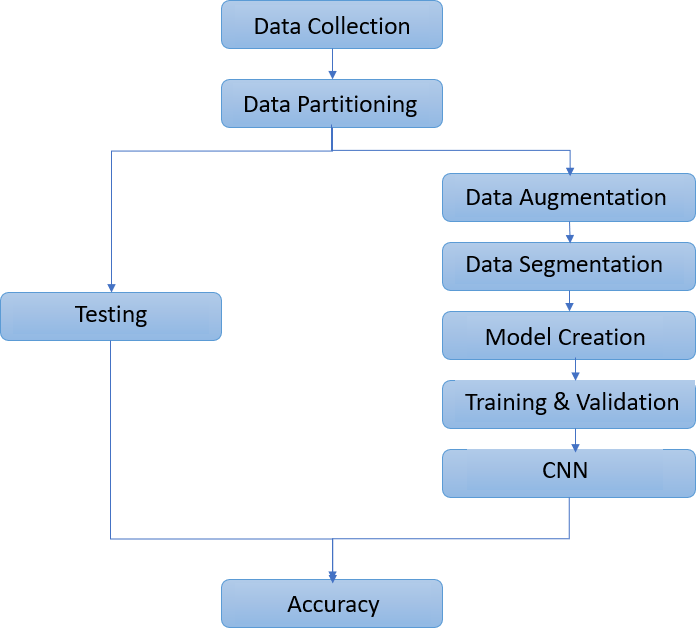 Data Collection
Data Partitioning
Data Augmentation
Data Segmentation
Testing
Model Creation
Training & Validation
CNN
Accuracy